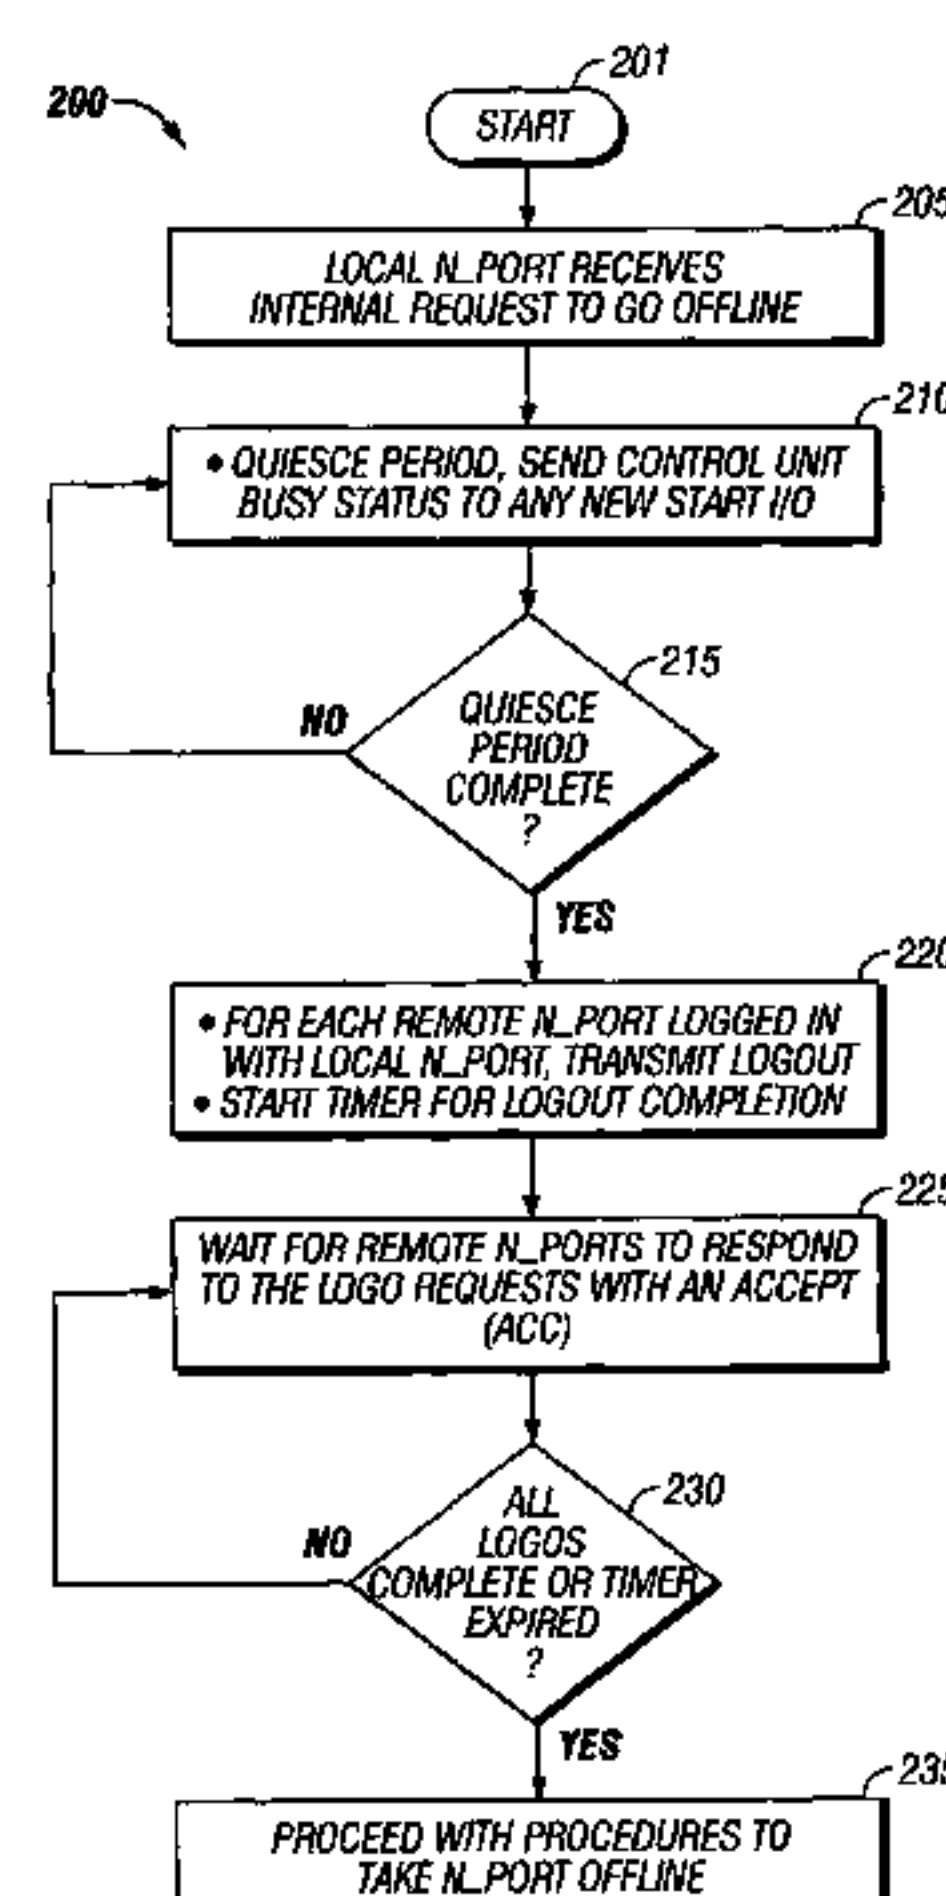 201
200
START
205
LOCAL N_PORT RECEIVES
INTERNAL REQUEST TO GO OFFLINE
210
• QUIESCE PERIOD, SEND CONTROL UNIT
BUSY STATUS TO ANY NEW START I/O
215
NO
QUIESCE
PERIOD
COMPLETE
?
YES
220
• FOR EACH REMOTE N_PORT LOGGED IN
WITH LOCAL N_PORT, TRANSMIT LOGOUT
• START TIMER FOR LOGOUT COMPLETION
225
WAIT FOR REMOTE N_PORTS TO RESPOND
TO THE LOGO REQUESTS WITH AN ACCEPT
(ACC)
230
NO
ALL
LOGOS
COMPLETE OR TIMER
EXPIRED
?
YES
235
PROCEED WITH PROCEDURES TO
TAKE N_PORT OFFLINE